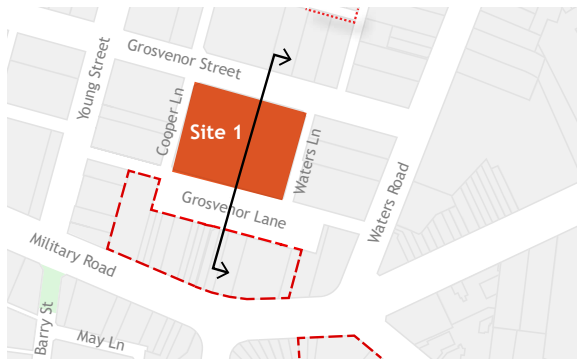 Grosvenor Street
Young Street
Cooper Ln
Site 1
Waters Ln
Grosvenor Lane
Waters Road
Military Road
Barry St
May Ln